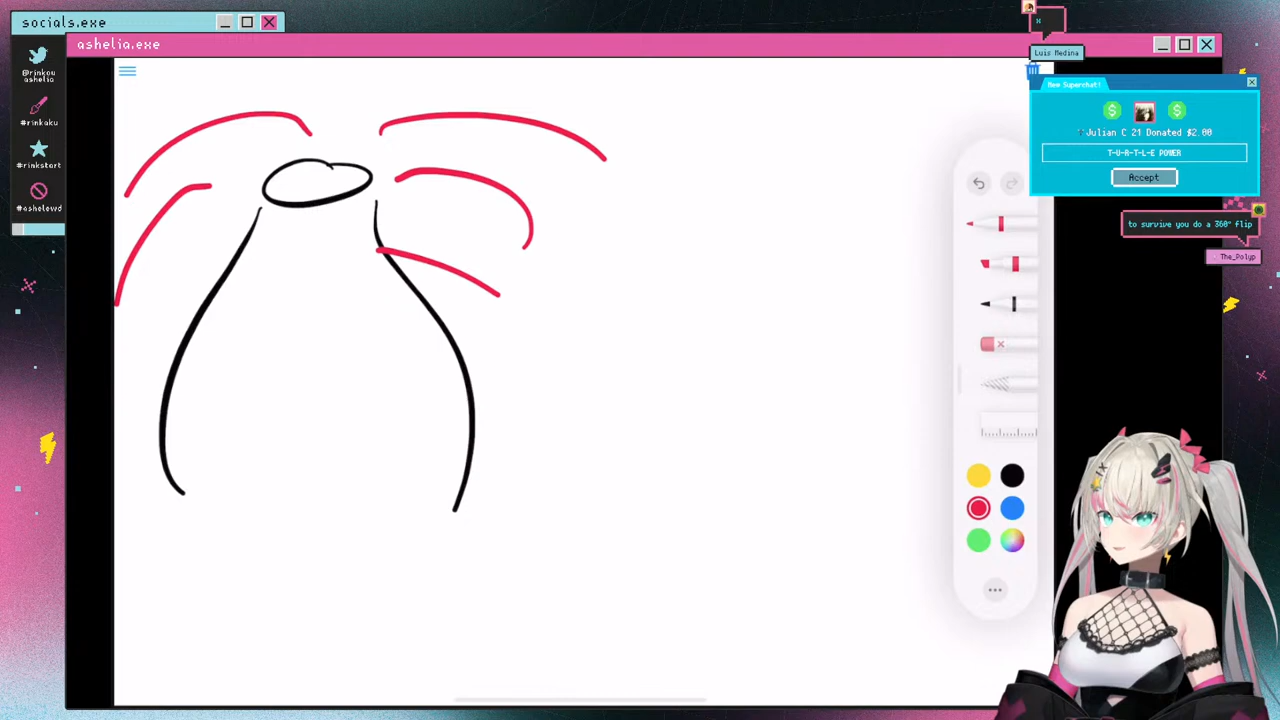 socials.exe
ashelia.exe
@rinkou
ashelia
#rinkaku
#rinkstart
#ashelewd
H
Luis Medina
New Superchat!
Julian C 21 Donated $2.00
T-U-R-T-L-E POWER
Accept
to survive you do a 360° flip
The_Polyp